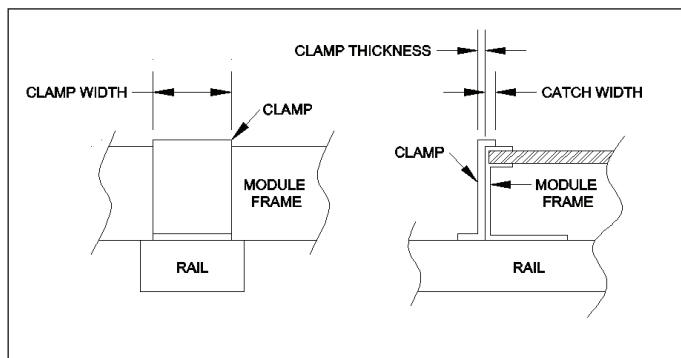 CLAMP WIDTH
CLAMP
MODULE
FRAME
RAIL
CLAMP THICKNESS
CATCH WIDTH
CLAMP
MODULE
FRAME
RAIL